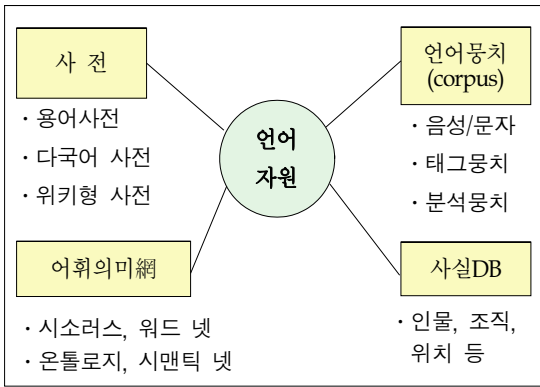 사 전
· 용어사전
· 다국어 사전
· 위키형 사전
언어뭉치
(corpus)
· 음성/문자
· 태그뭉치
· 분석뭉치
언어
자원
어휘의미網
· 시소러스, 워드 넷
· 온톨로지, 시맨틱 넷
사실DB
· 인물, 조직,
위치 등